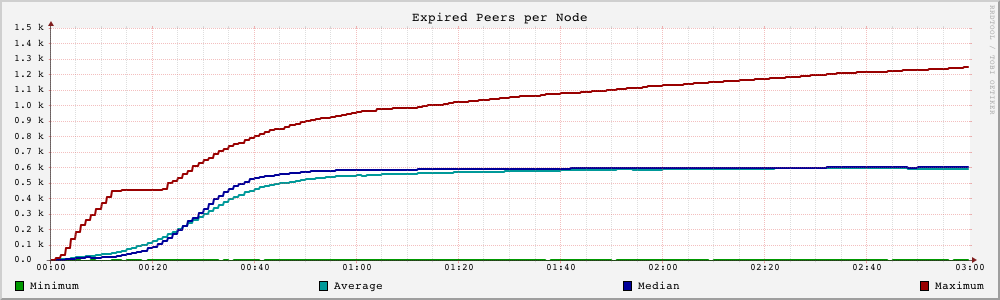 Expired Peers per Node
RRDTOOL / TOBI OETIKER
1.5 k
1.4 k
1.3 k
1.2 k
1.1 k
1.0 k
0.9 k
0.8 k
0.7 k
0.6 k
0.5 k
0.4 k
0.3 k
0.2 k
0.1 k
0.0
00:00 00:20 00:40 01:00 01:20 01:40 02:00 02:20 02:40 03:00
Minimum Average Median Maximum